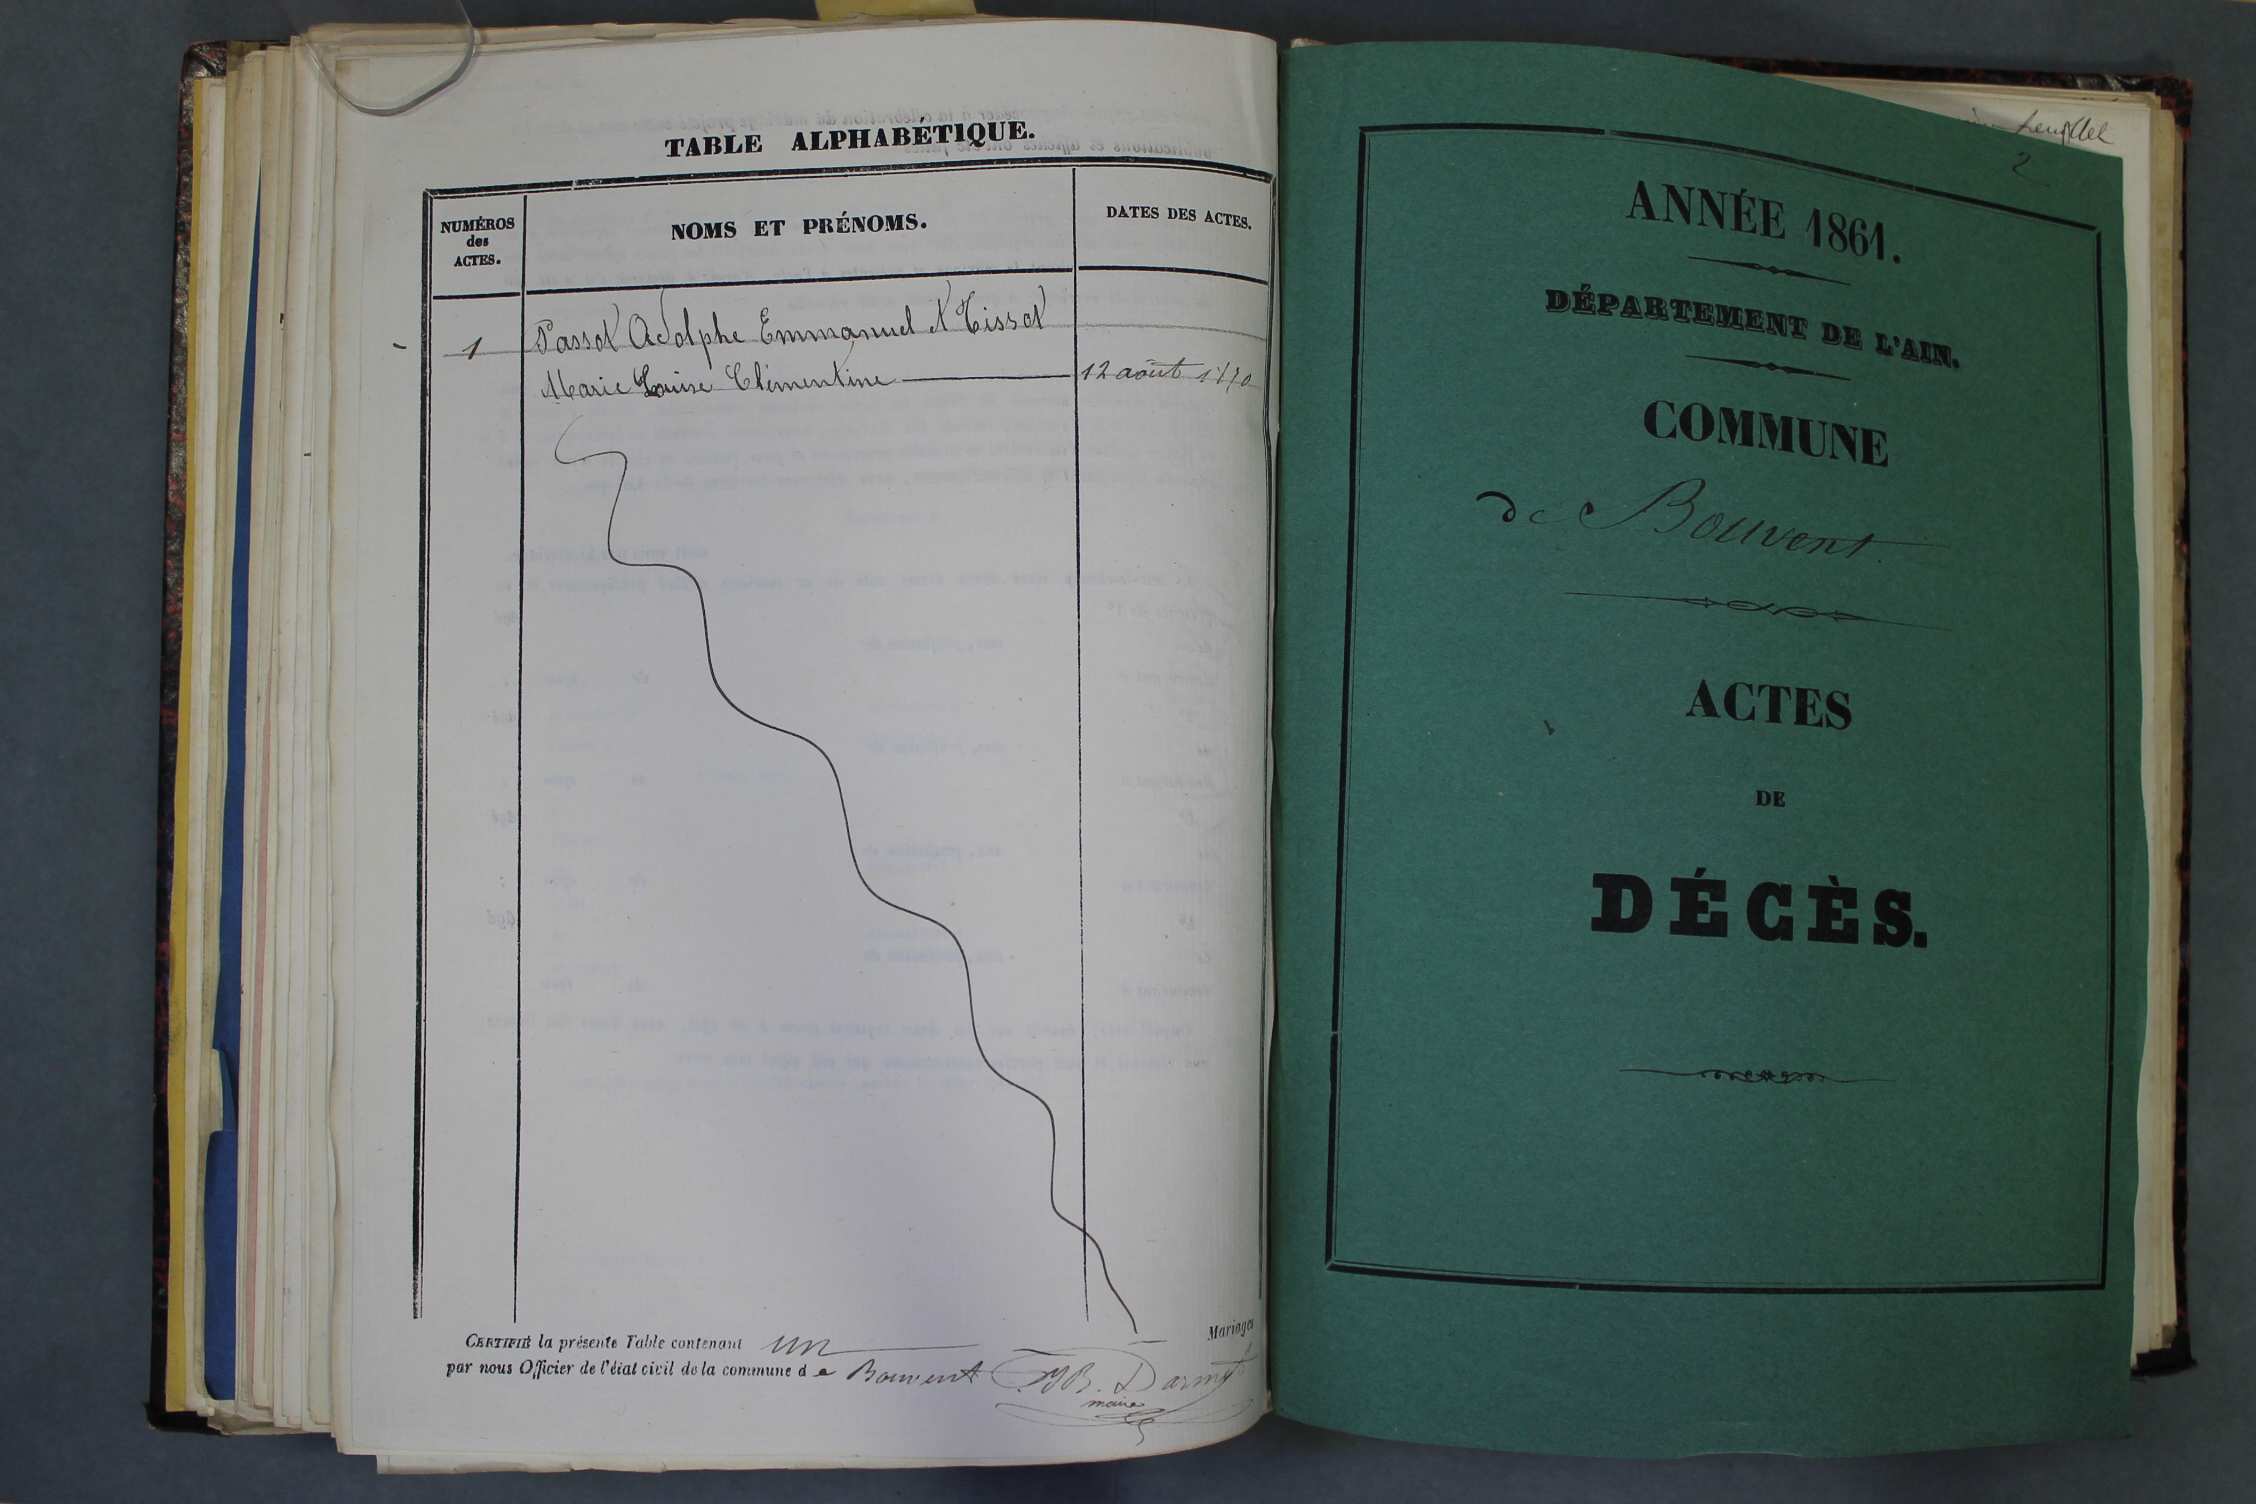 TABLE ALPHABÉTIQUE.
NUMÉROS
des
ACTES.
NOMS ET PRÉNOMS.
DATES DES ACTES.
1
Passot Adolphe Emmanuel et Tissot
Marie Louise Clémentine
12 août 1870
CERTIFIÉ la présente Table contenant un
Mariages
par nous Officier de l'état civil de la commune de Bouvent
maire
2
ANNÉE 1861.
DÉPARTEMENT DE L'AIN.
COMMUNE
de Bouvent
ACTES
DE
DÉCÈS.